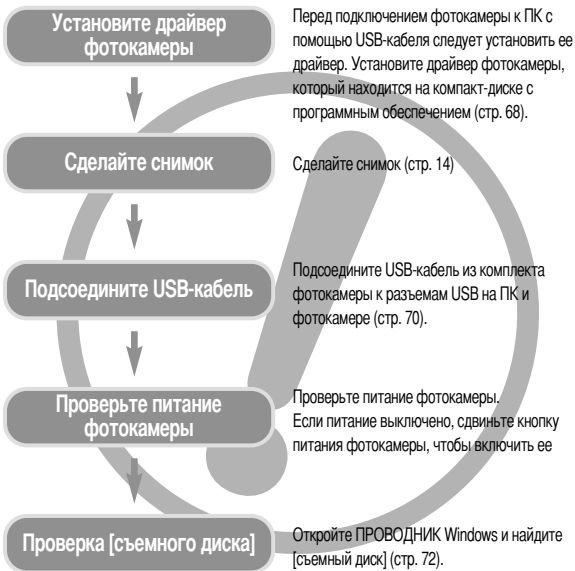 Установите драйвер
фотокамеры
Перед подключением фотокамеры к ПК с
помощью USB-кабеля следует установить ее
драйвер. Установите драйвер фотокамеры,
который находится на компакт-диске с
программным обеспечением (стр. 68).
Сделайте снимок
Сделайте снимок (стр. 14)
Подсоедините USB-кабель
Подсоедините USB-кабель из комплекта
фотокамеры к разъемам USB на ПК и
фотокамере (стр. 70).
Проверьте питание
фотокамеры
Проверьте питание фотокамеры.
Если питание выключено, сдвиньте кнопку
питания фотокамеры, чтобы включить ее
Проверка [съемного диска]
Откройте ПРОВОДНИК Windows и найдите
[съемный диск] (стр. 72).